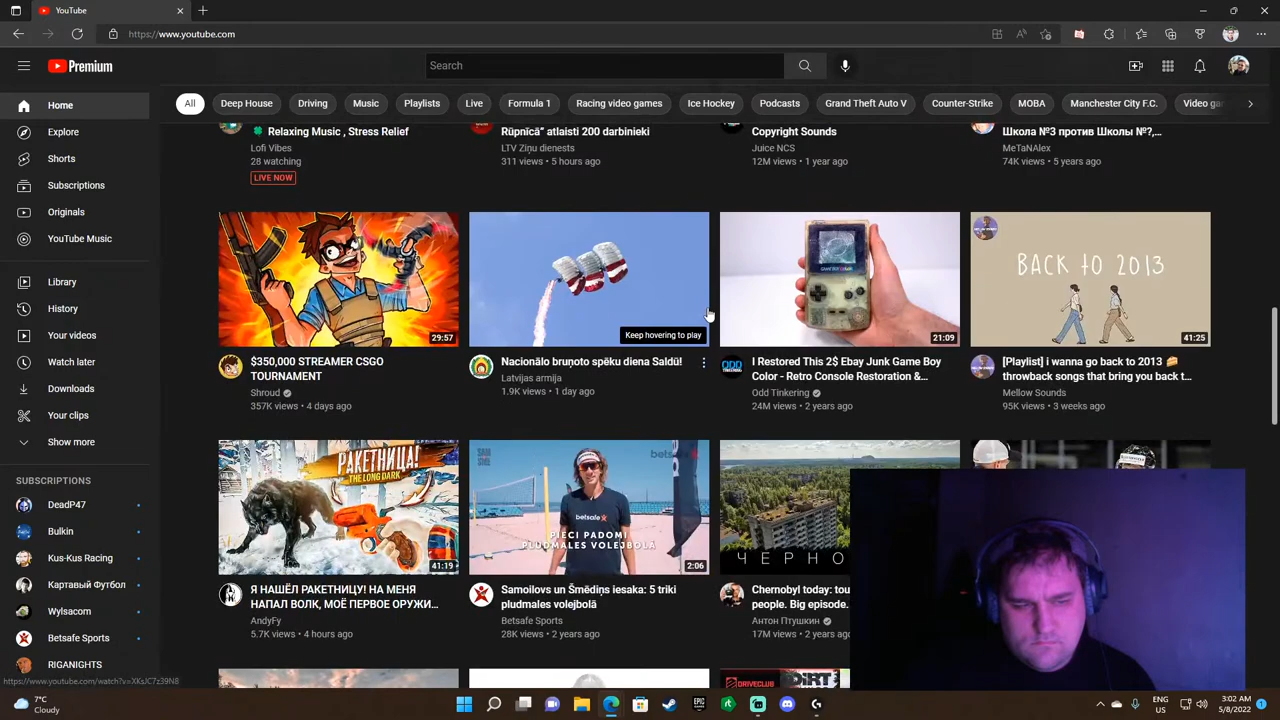 YouTube
https://www.youtube.com
Premium
Search
Home
Explore
Shorts
Subscriptions
Originals
YouTube Music
Library
History
Your videos
Watch later
Downloads
Your clips
Show more
SUBSCRIPTIONS
DeadP47
Bulkin
Kus-Kus Racing
Картавый Футбол
Wylsacom
Betsafe Sports
RIGANIGHTS
All
Deep House
Driving
Music
Playlists
Live
Formula 1
Racing video games
Ice Hockey
Podcasts
Grand Theft Auto V
Counter-Strike
MOBA
Manchester City F.C.
Video gar
Relaxing Music , Stress Relief
Lofi Vibes
28 watching
LIVE NOW
Rūpnīcā" atlaisti 200 darbinieki
LTV Ziņu dienests
311 views • 5 hours ago
Copyright Sounds
Juice NCS
12M views • 1 year ago
Школа №3 против Школы №?,...
MeTaNAlex
74K views • 5 years ago
29:57
$350,000 STREAMER CSGO
TOURNAMENT
Shroud
357K views • 4 days ago
Keep hovering to play
Nacionālo bruņoto spēku diena Saldū!
Latvijas armija
1.9K views • 1 day ago
GAME BOY
21:09
I Restored This 2$ Ebay Junk Game Boy
Color - Retro Console Restoration &...
Odd Tinkering
24M views • 2 years ago
BACK TO 2013
41:25
[Playlist] i wanna go back to 2013
throwback songs that bring you back t...
Mellow Sounds
95K views • 3 weeks ago
РАКЕТНИЦА!
THE LONG DARK
41:19
Я НАШЁЛ РАКЕТНИЦУ! НА МЕНЯ
НАПАЛ ВОЛК, МОЁ ПЕРВОЕ ОРУЖИ...
AndyFy
5.7K views • 4 hours ago
betsafe
betsafe
PIECI PADOMI
PLUDMALES VOLEJBOLĀ
2:06
Samoilovs un Šmēdiņš iesaka: 5 triki
pludmales volejbolā
Betsafe Sports
28K views • 2 years ago
ЧЕРНО
Chernobyl today: tou
people. Big episode.
Антон Птушкин
17M views • 2 years ago
DRIVECLUB
DiRT
https://www.youtube.com/watch?v=XKsJC7z39N8
7°C
Cloudy
EPIC
ENG
US
3:02 AM
5/8/2022